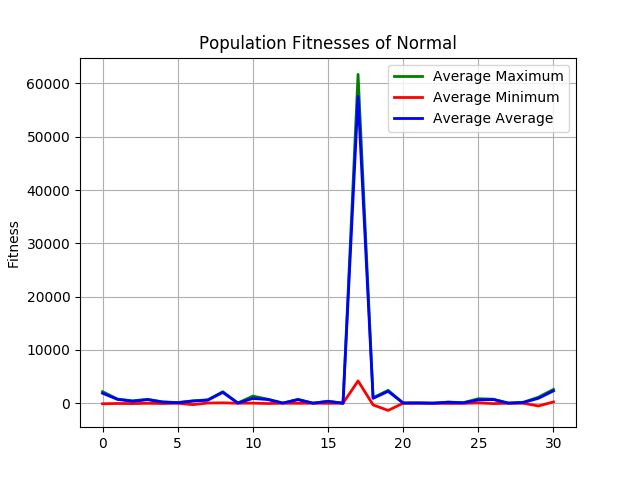 Population Fitnesses of Normal
Average Maximum
Average Minimum
Average Average
Fitness
60000
50000
40000
30000
20000
10000
0
0 5 10 15 20 25 30